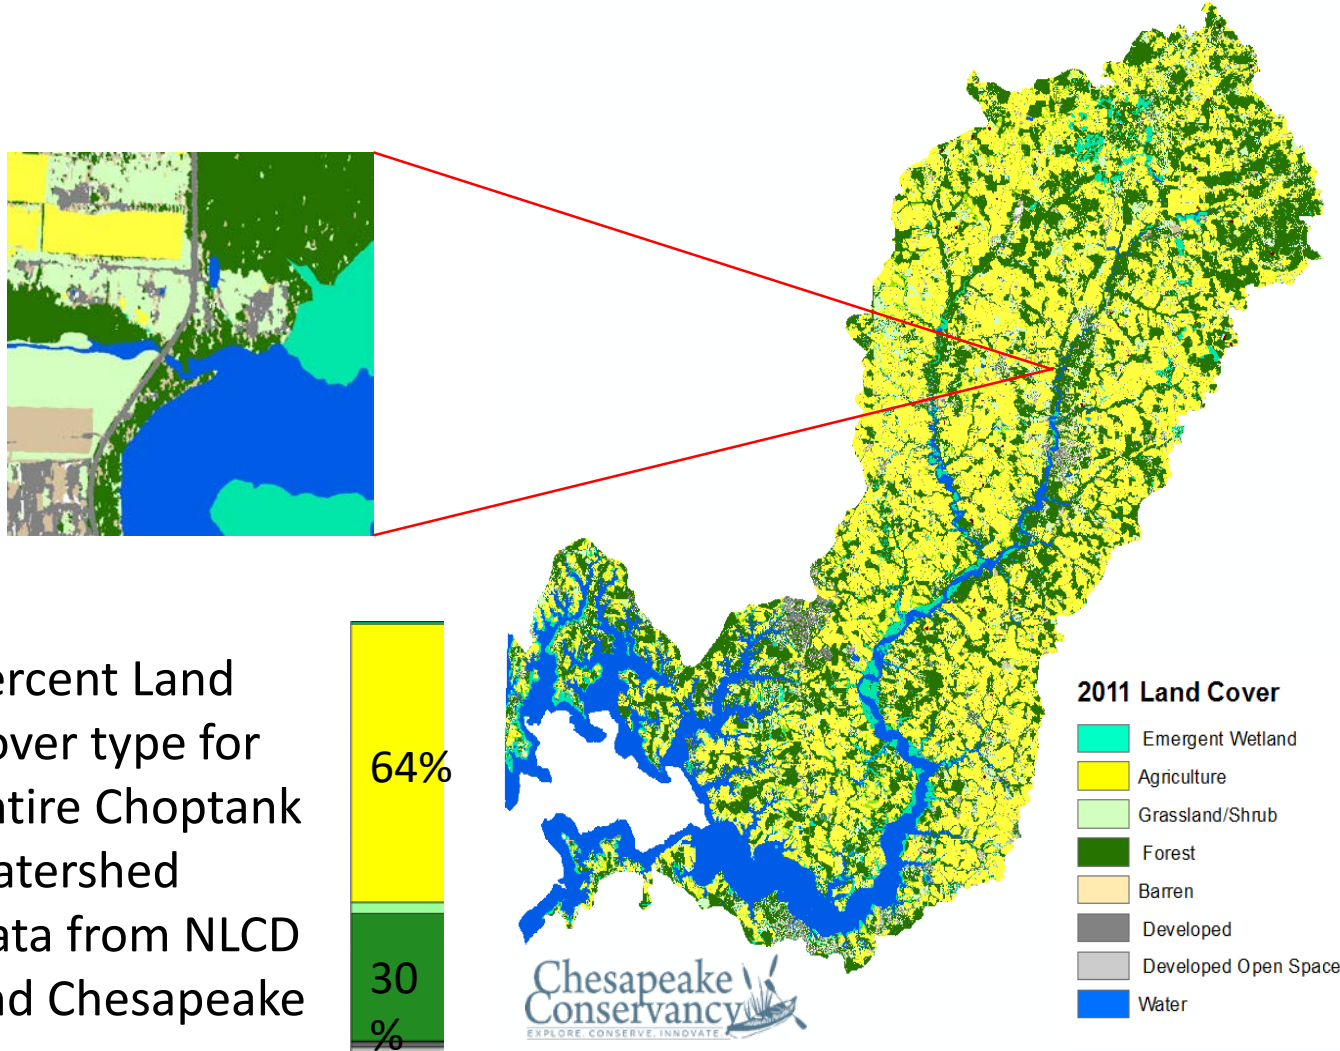 ercent Land
over type for
ntire Choptank
atershed
ata from NLCD
nd Chesapeake
64%
30
%
2011 Land Cover
Emergent Wetland
Agriculture
Grassland/Shrub
Forest
Barren
Developed
Developed Open Space
Water
Chesapeake
Conservancy
EXPLORE. CONSERVE. INNOVATE.